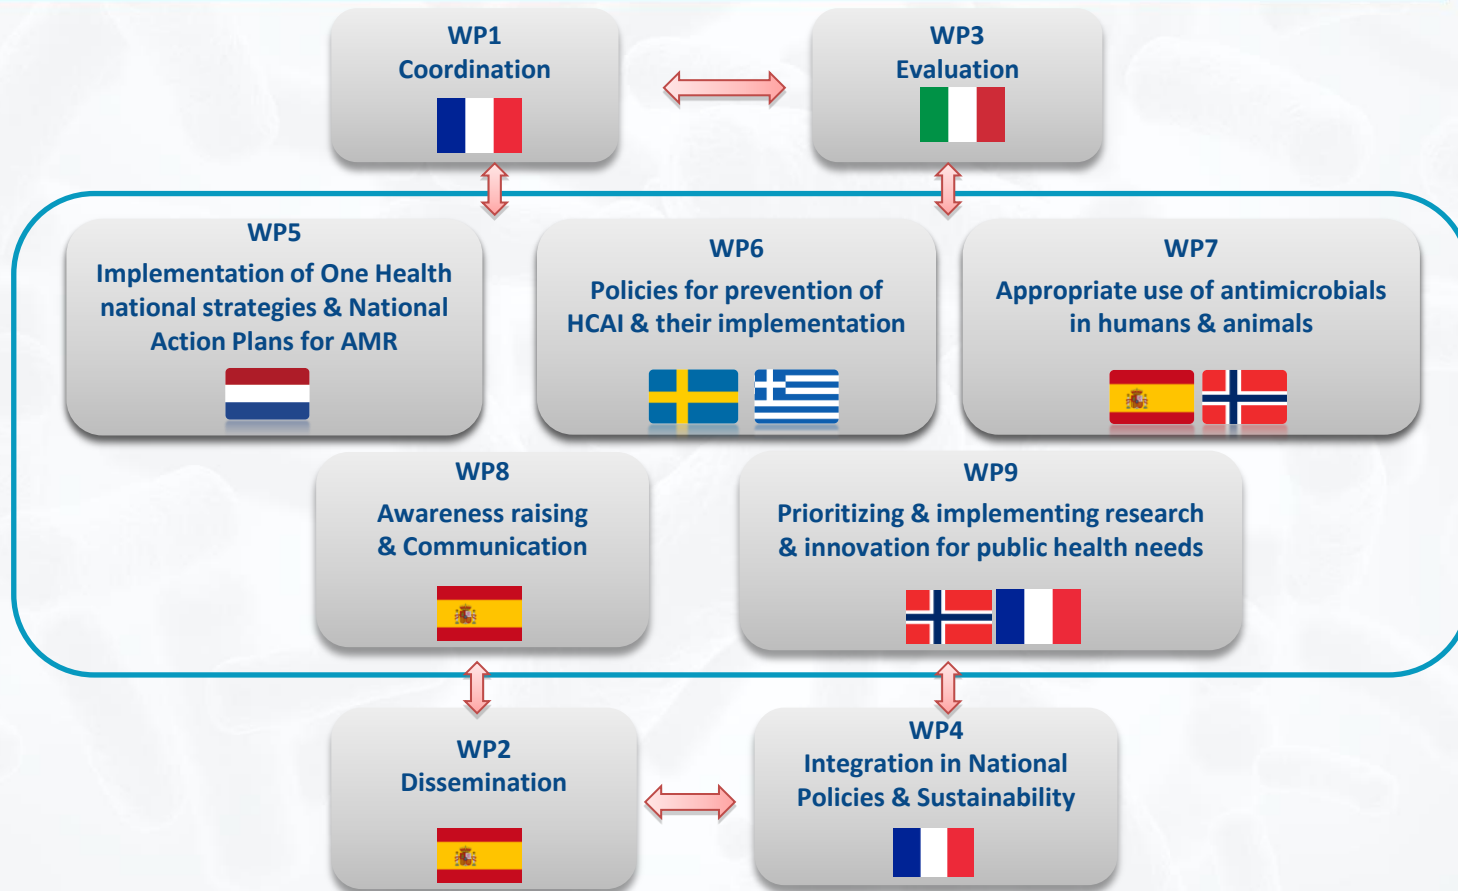 WP1
Coordination
WP3
Evaluation
WP5
Implementation of One Health
national strategies & National
Action Plans for AMR
WP6
Policies for prevention of
HCAI & their implementation
WP7
Appropriate use of antimicrobials
in humans & animals
WP8
Awareness raising
& Communication
WP9
Prioritizing & implementing research
& innovation for public health needs
WP2
Dissemination
WP4
Integration in National
Policies & Sustainability